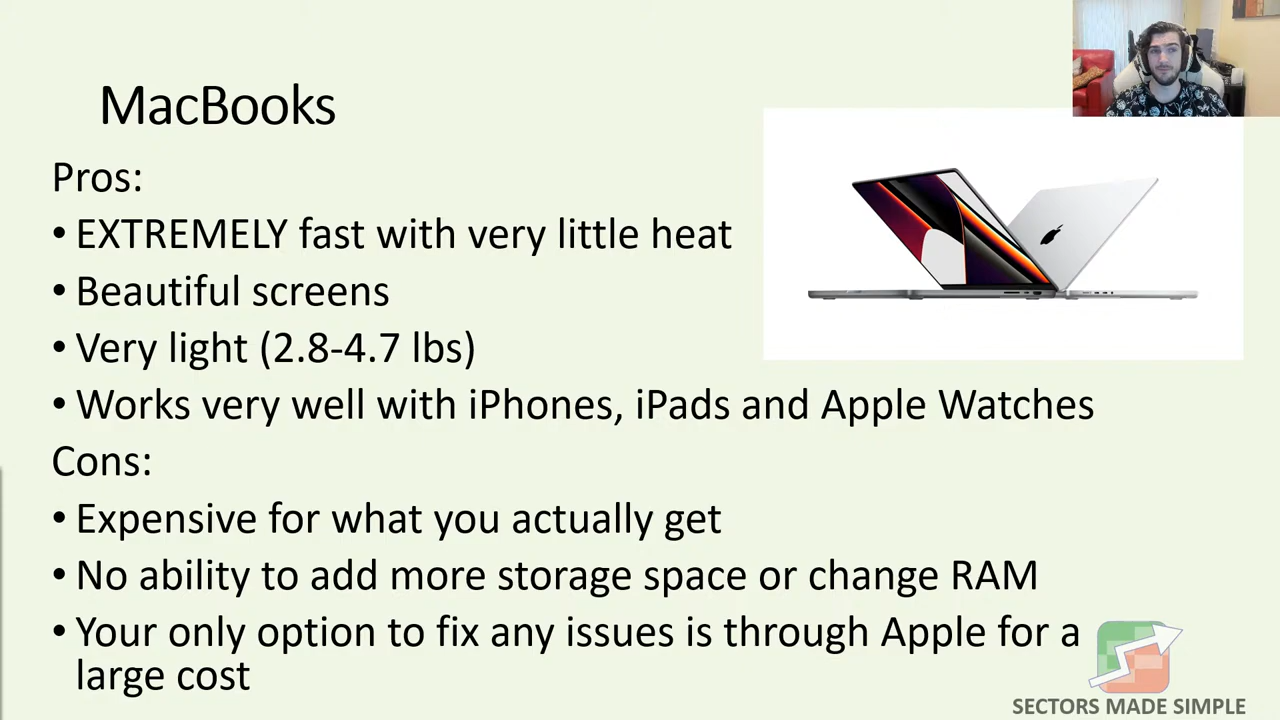 MacBooks
Pros:
• EXTREMELY fast with very little heat
• Beautiful screens
• Very light (2.8-4.7 lbs)
• Works very well with iPhones, iPads and Apple Watches
Cons:
• Expensive for what you actually get
• No ability to add more storage space or change RAM
• Your only option to fix any issues is through Apple for a
large cost
SECTORS MADE SIMPLE